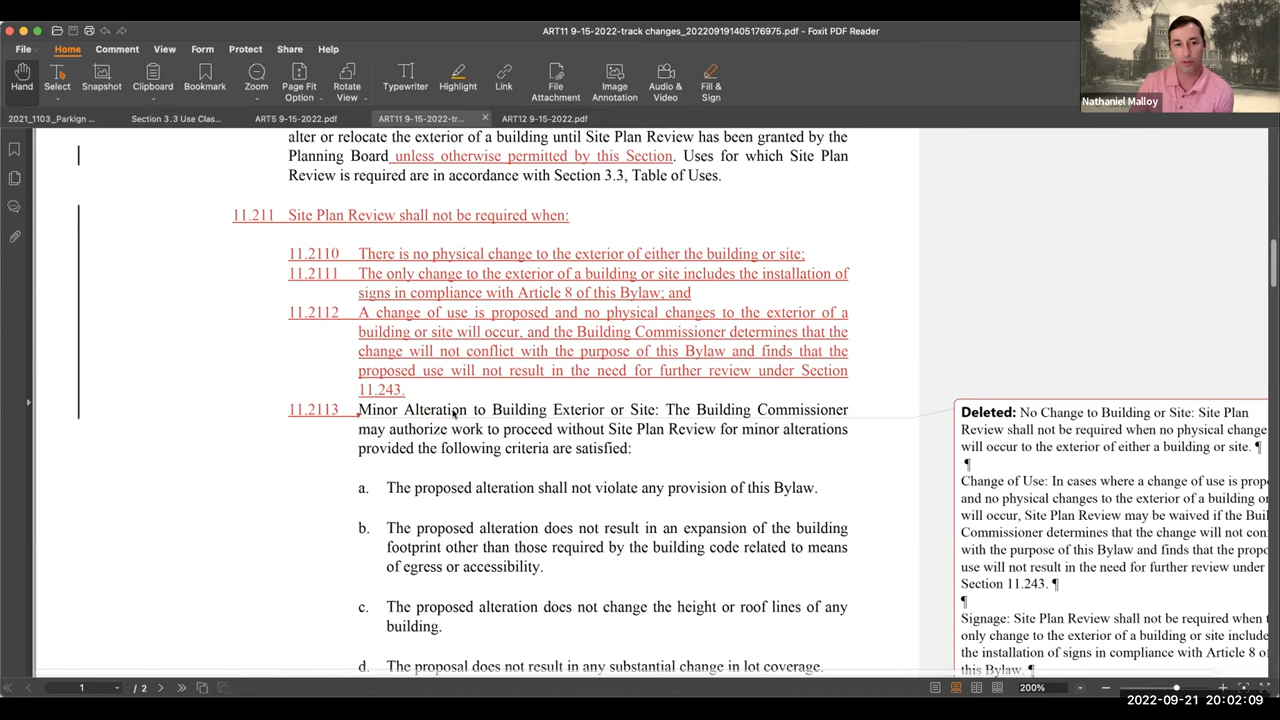 ART11 9-15-2022-track changes_202209191405176975.pdf - Foxit PDF Reader
File Home Comment View Form Protect Share Help
Hand Select Snapshot Clipboard Bookmark Zoom Page Fit Option Rotate View Typewriter Highlight Link File Attachment Image Annotation Audio & Video Fill & Sign
Nathaniel Malloy
2021_1103_Parkign ... Section 3.3 Use Clas... ART5 9-15-2022.pdf ART11 9-15-2022-tr... ART12 9-15-2022.pdf
alter or relocate the exterior of a building until Site Plan Review has been granted by the
Planning Board unless otherwise permitted by this Section. Uses for which Site Plan
Review is required are in accordance with Section 3.3, Table of Uses.
11.211 Site Plan Review shall not be required when:
11.2110 There is no physical change to the exterior of either the building or site;
11.2111 The only change to the exterior of a building or site includes the installation of
signs in compliance with Article 8 of this Bylaw; and
11.2112 A change of use is proposed and no physical changes to the exterior of a
building or site will occur, and the Building Commissioner determines that the
change will not conflict with the purpose of this Bylaw and finds that the
proposed use will not result in the need for further review under Section
11.243.
11.2113 Minor Alteration to Building Exterior or Site: The Building Commissioner
may authorize work to proceed without Site Plan Review for minor alterations
provided the following criteria are satisfied:
a. The proposed alteration shall not violate any provision of this Bylaw.
b. The proposed alteration does not result in an expansion of the building
footprint other than those required by the building code related to means
of egress or accessibility.
c. The proposed alteration does not change the height or roof lines of any
building.
d. The proposal does not result in any substantial change in lot coverage.
Deleted: No Change to Building or Site: Site Plan
Review shall not be required when no physical change
will occur to the exterior of either a building or site. ¶
¶
Change of Use: In cases where a change of use is prop
and no physical changes to the exterior of a building or
will occur, Site Plan Review may be waived if the Buil
Commissioner determines that the change will not con
with the purpose of this Bylaw and finds that the propo
use will not result in the need for further review under
Section 11.243. ¶
¶
Signage: Site Plan Review shall not be required when t
only change to the exterior of a building or site include
the installation of signs in compliance with Article 8 o
this Bylaw. ¶
1 / 2 200%
2022-09-21 20:02:09